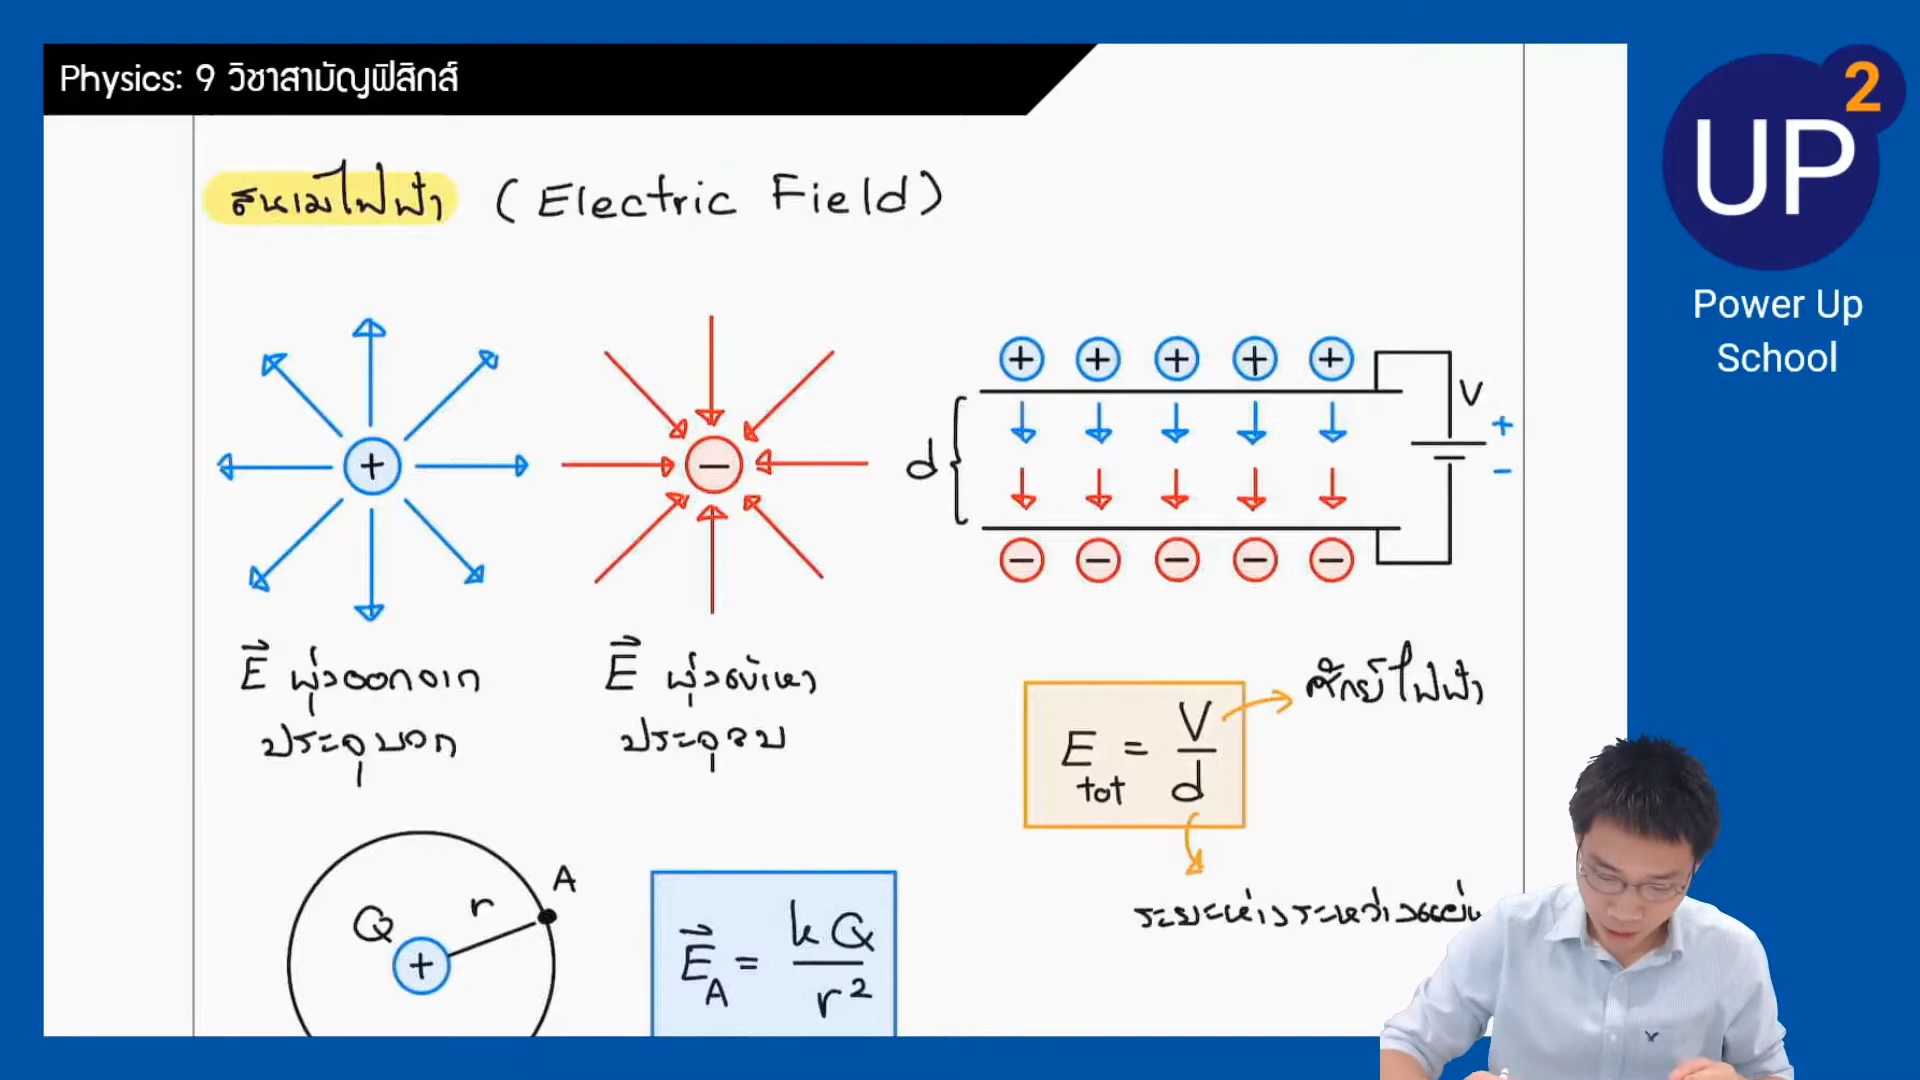 Physics: 9 วิชาสามัญฟิสิกส์
UP2
Power Up
School
สนามไฟฟ้า (Electric Field)
+
−
+ + + + +
V
+
−
d
− − − − −
E พุ่งออกจาก
ประจุบวก
E พุ่งเข้าหา
ประจุลบ
E tot = V/d
ศักย์ไฟฟ้า
ระยะห่างระหว่างแผ่น
Q
+
r
A
E A = kQ/r²